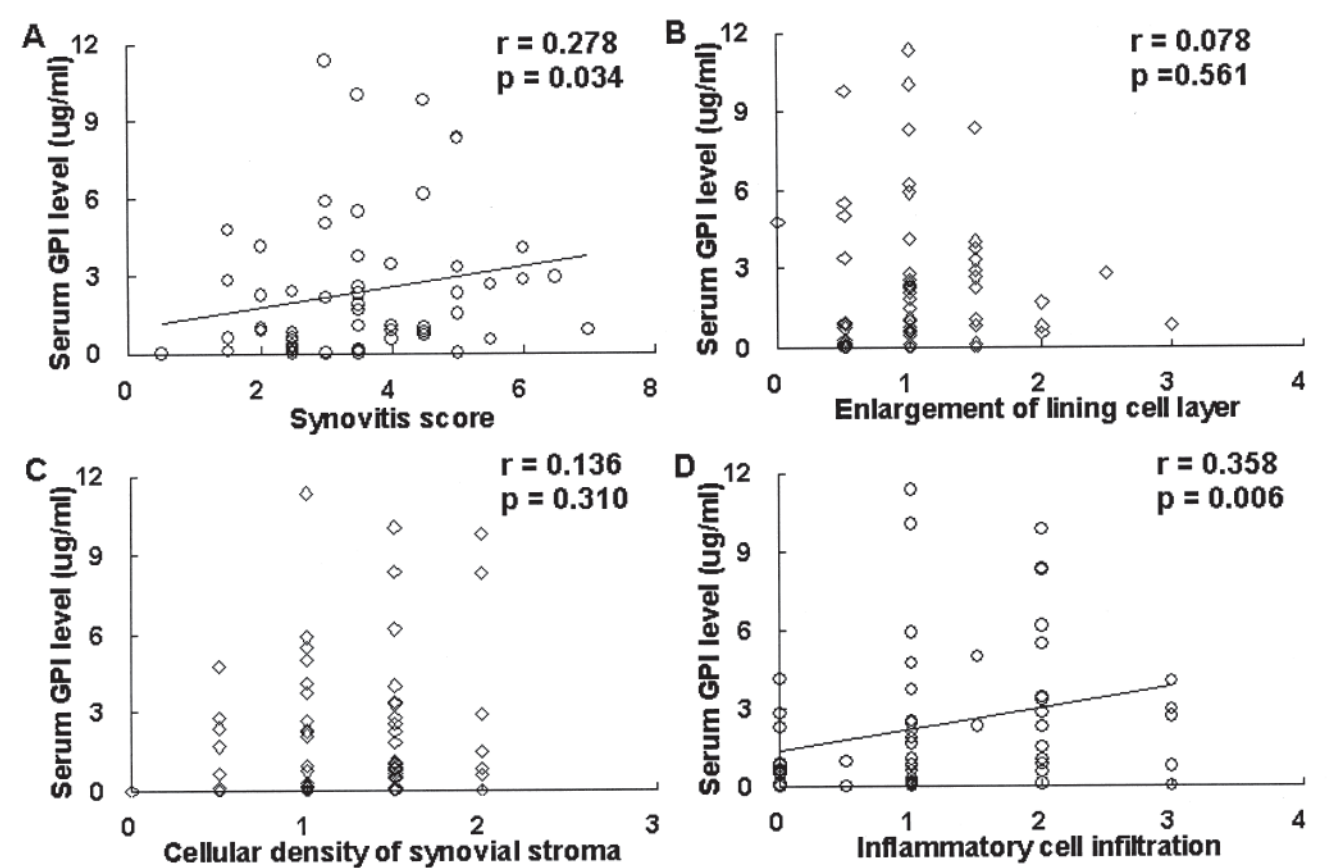 A
r = 0.278
p = 0.034
Serum GPI level (ug/ml)
12
9
6
3
0
0 2 4 6 8
Synovitis score
B
r = 0.078
p =0.561
Serum GPI level (ug/ml)
12
9
6
3
0
0 1 2 3 4
Enlargement of lining cell layer
C
r = 0.136
p = 0.310
Serum GPI level (ug/ml)
12
9
6
3
0
0 1 2 3
Cellular density of synovial stroma
D
r = 0.358
p = 0.006
Serum GPI level (ug/ml)
12
9
6
3
0
0 1 2 3 4
Inflammatory cell infiltration